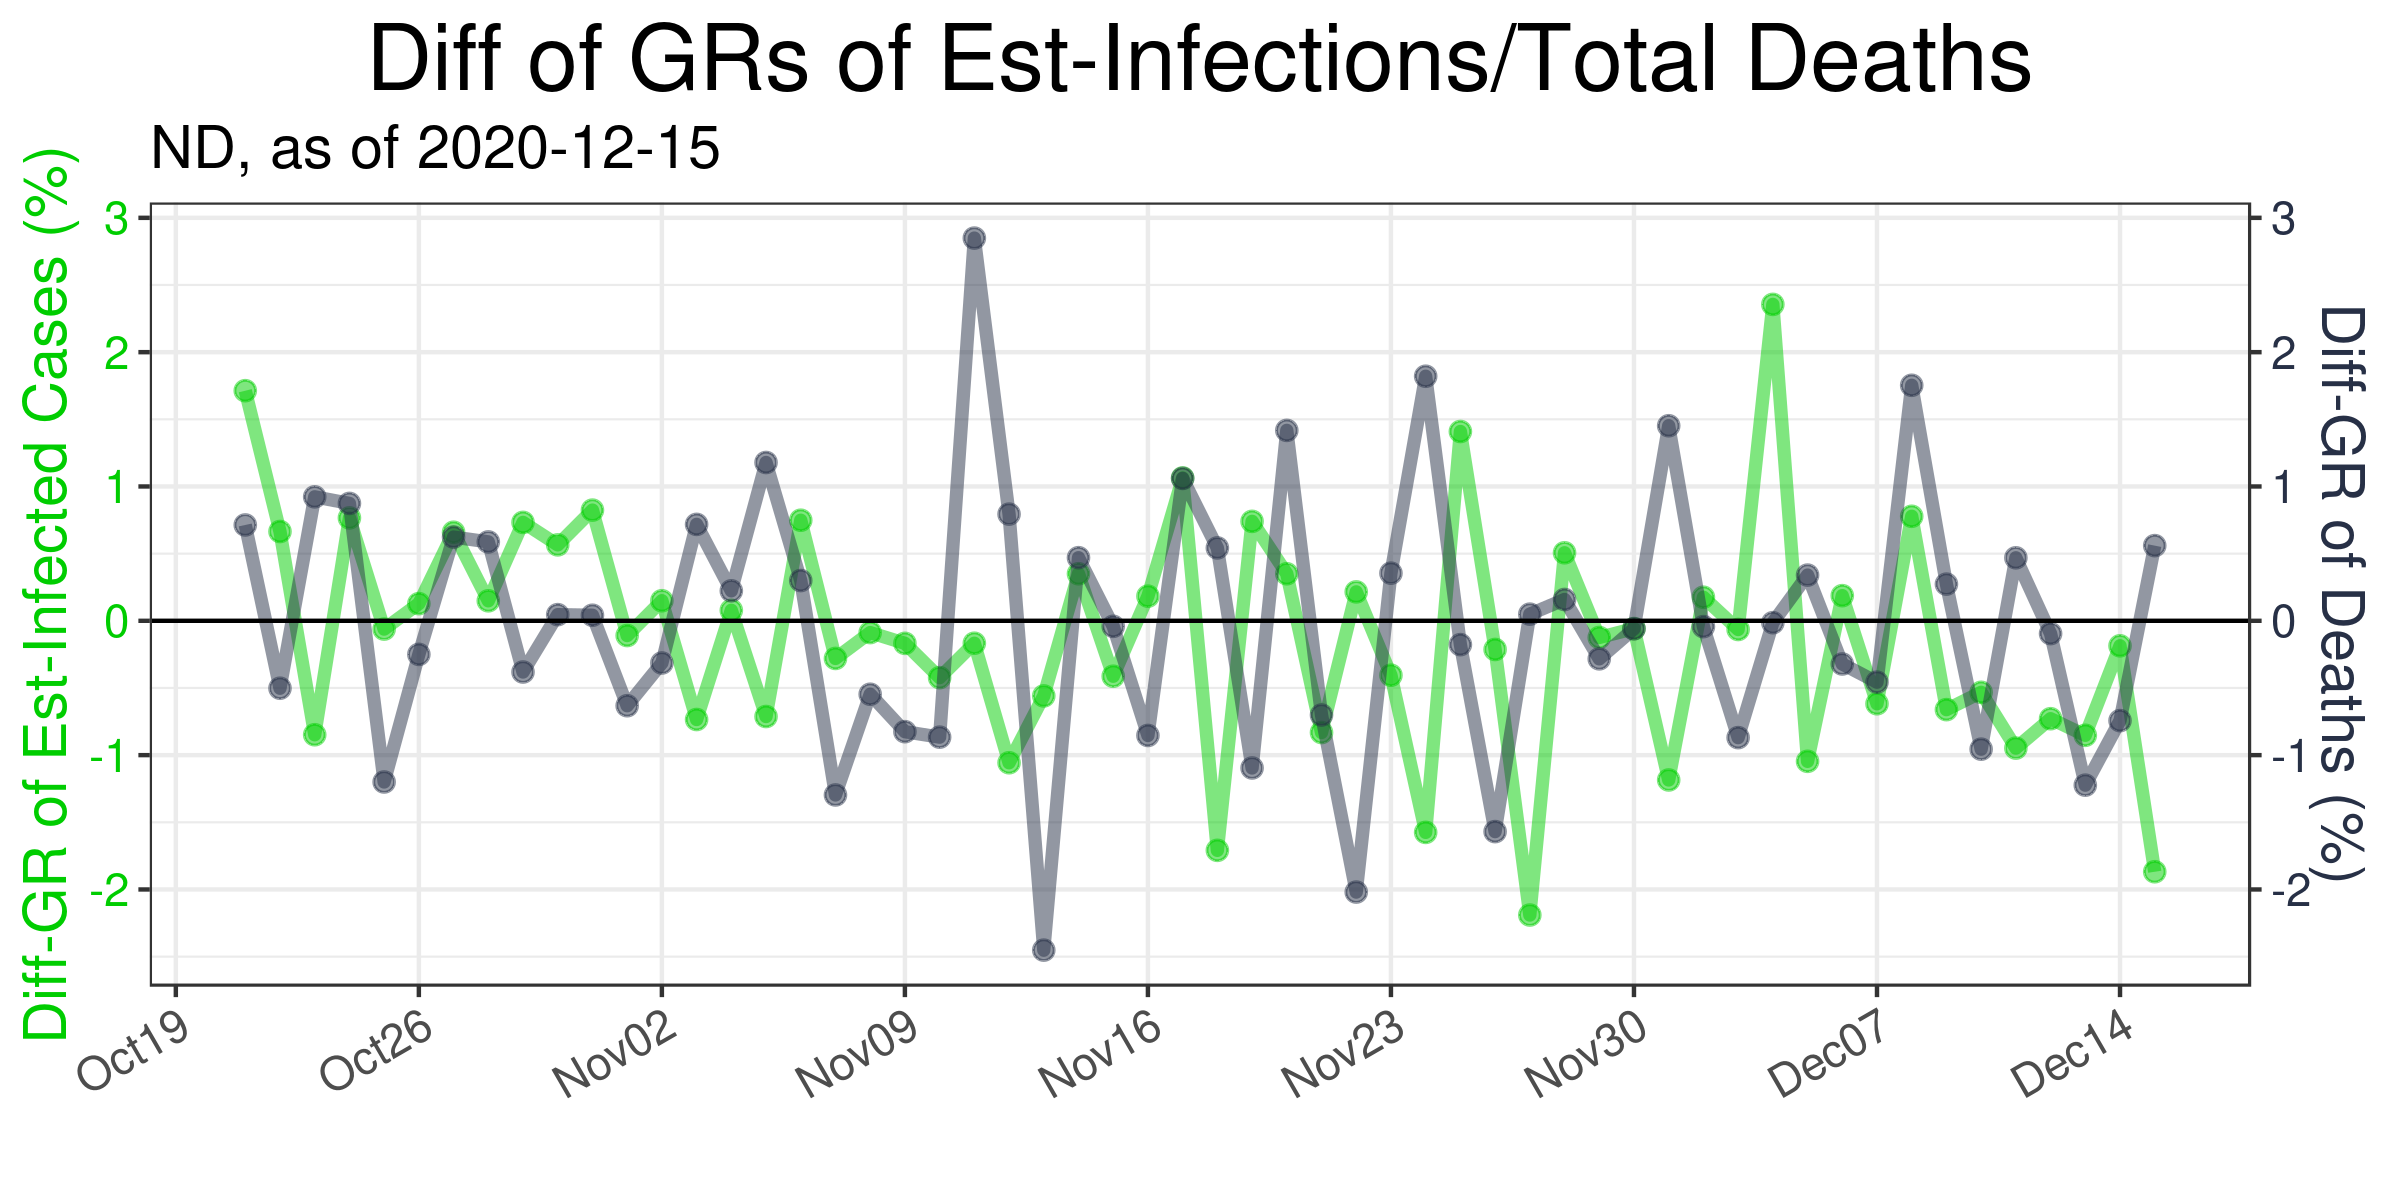 Diff of GRs of Est-Infections/Total Deaths
ND, as of 2020-12-15
Diff-GR of Est-Infected Cases (%)
3
2
1
0
-1
-2
3
2
1
0
-1
-2
Diff-GR of Deaths (%)
Oct19
Oct26
Nov02
Nov09
Nov16
Nov23
Nov30
Dec07
Dec14